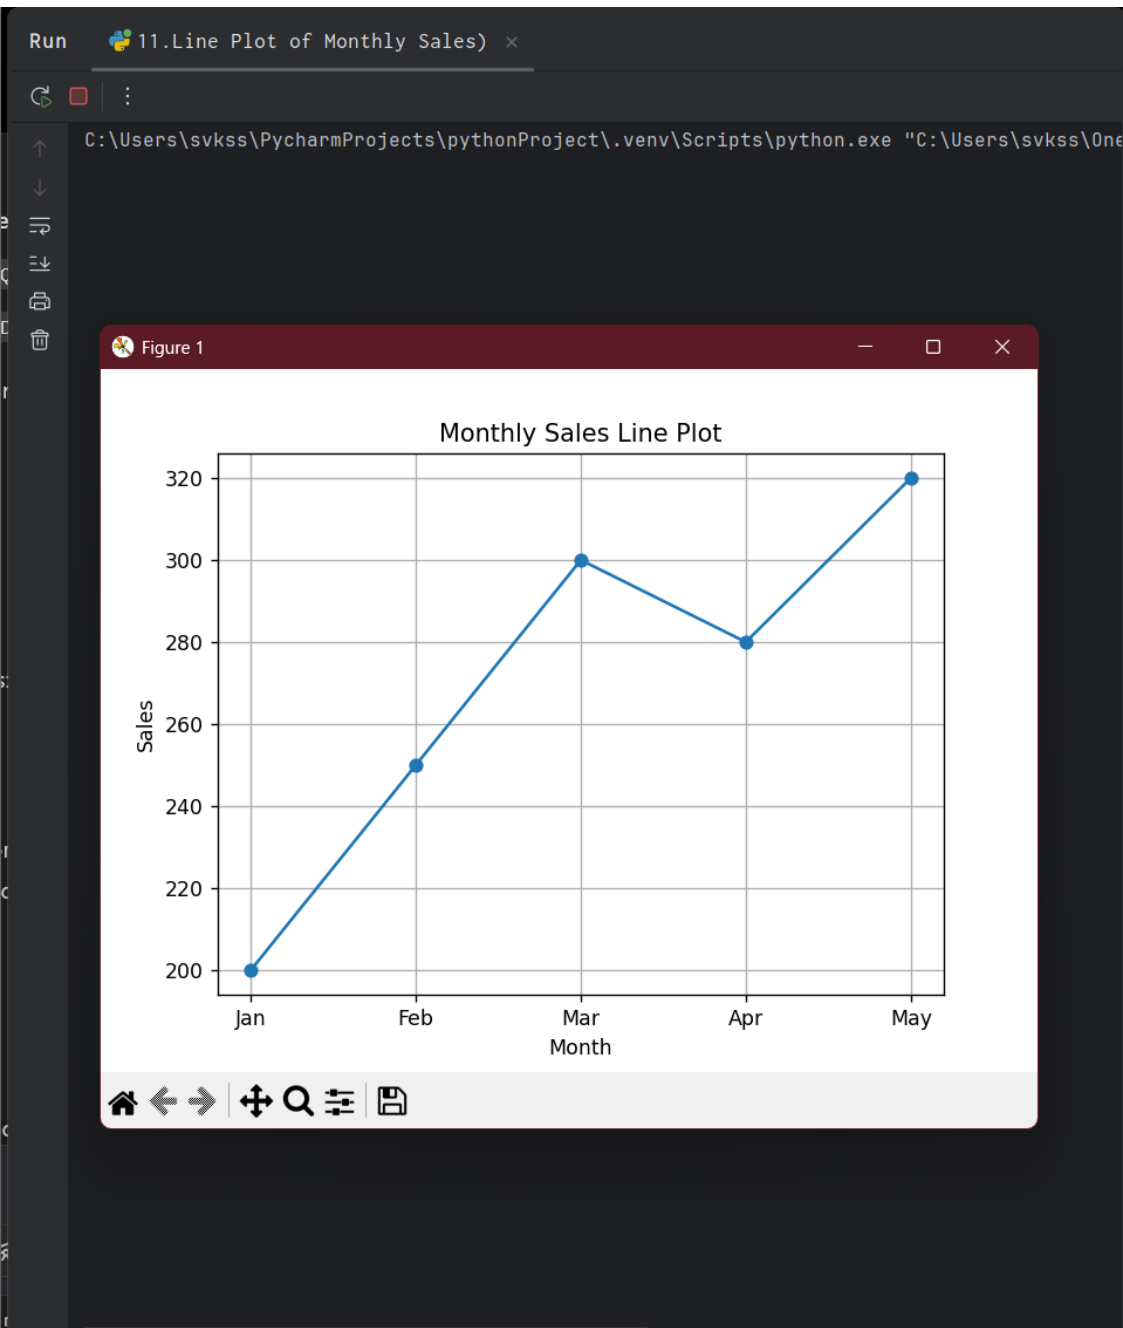 Run 11.Line Plot of Monthly Sales)
C:\Users\svkss\PycharmProjects\pythonProject\.venv\Scripts\python.exe "C:\Users\svkss\One
Figure 1
Monthly Sales Line Plot
320
300
280
260
240
220
200
Sales
Jan Feb Mar Apr May
Month